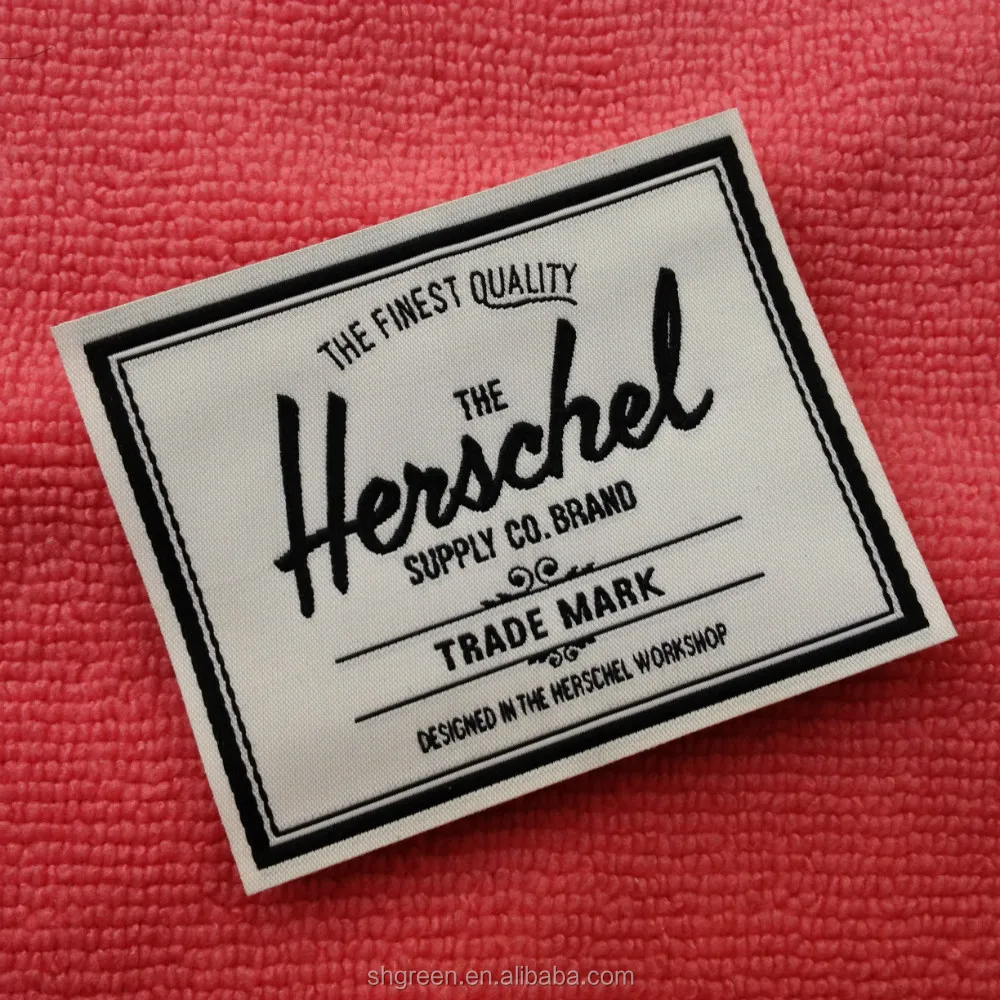 THE FINEST QUALITY
THE
Herschel
SUPPLY CO. BRAND
TRADE MARK
DESIGNED IN THE HERSCHEL WORKSHOP
shgreen.en.alibaba.com